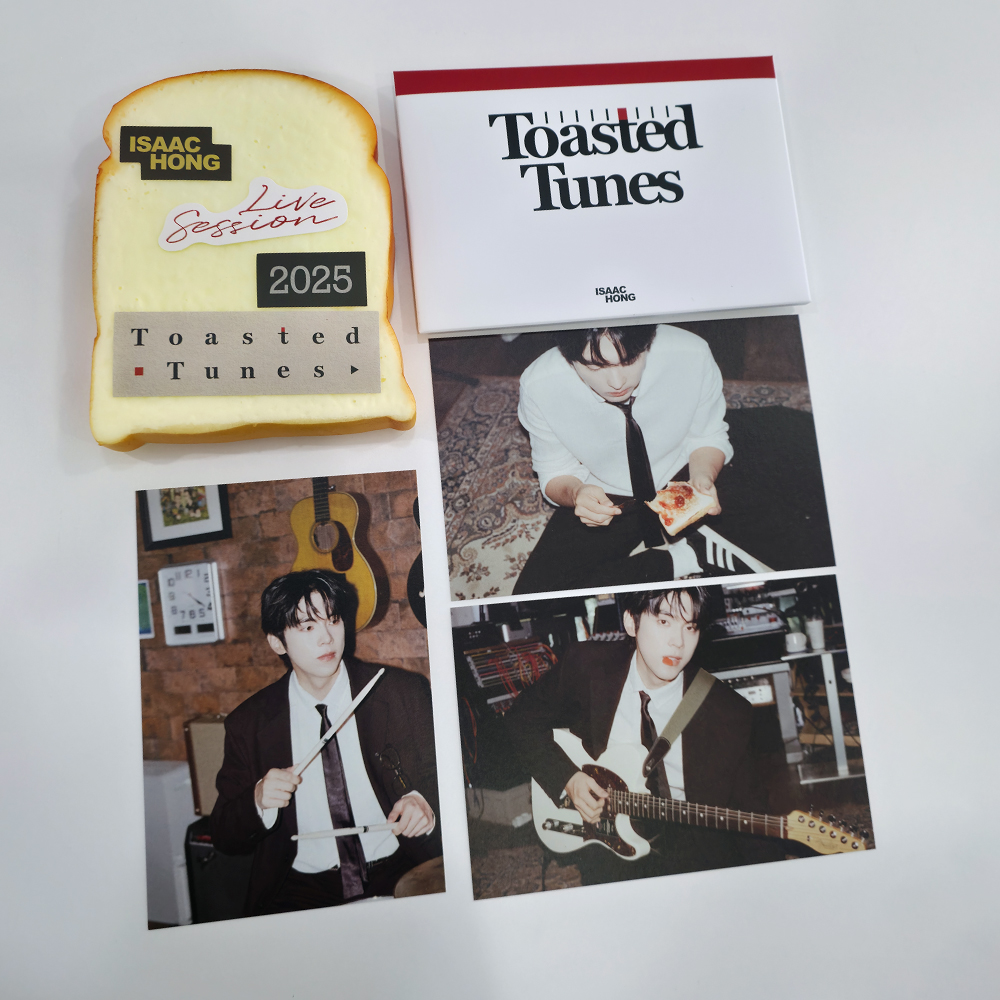 ISAAC
HONG
Live
Session
2025
Toasted
Tunes
Toasted
Tunes
ISAAC
HONG